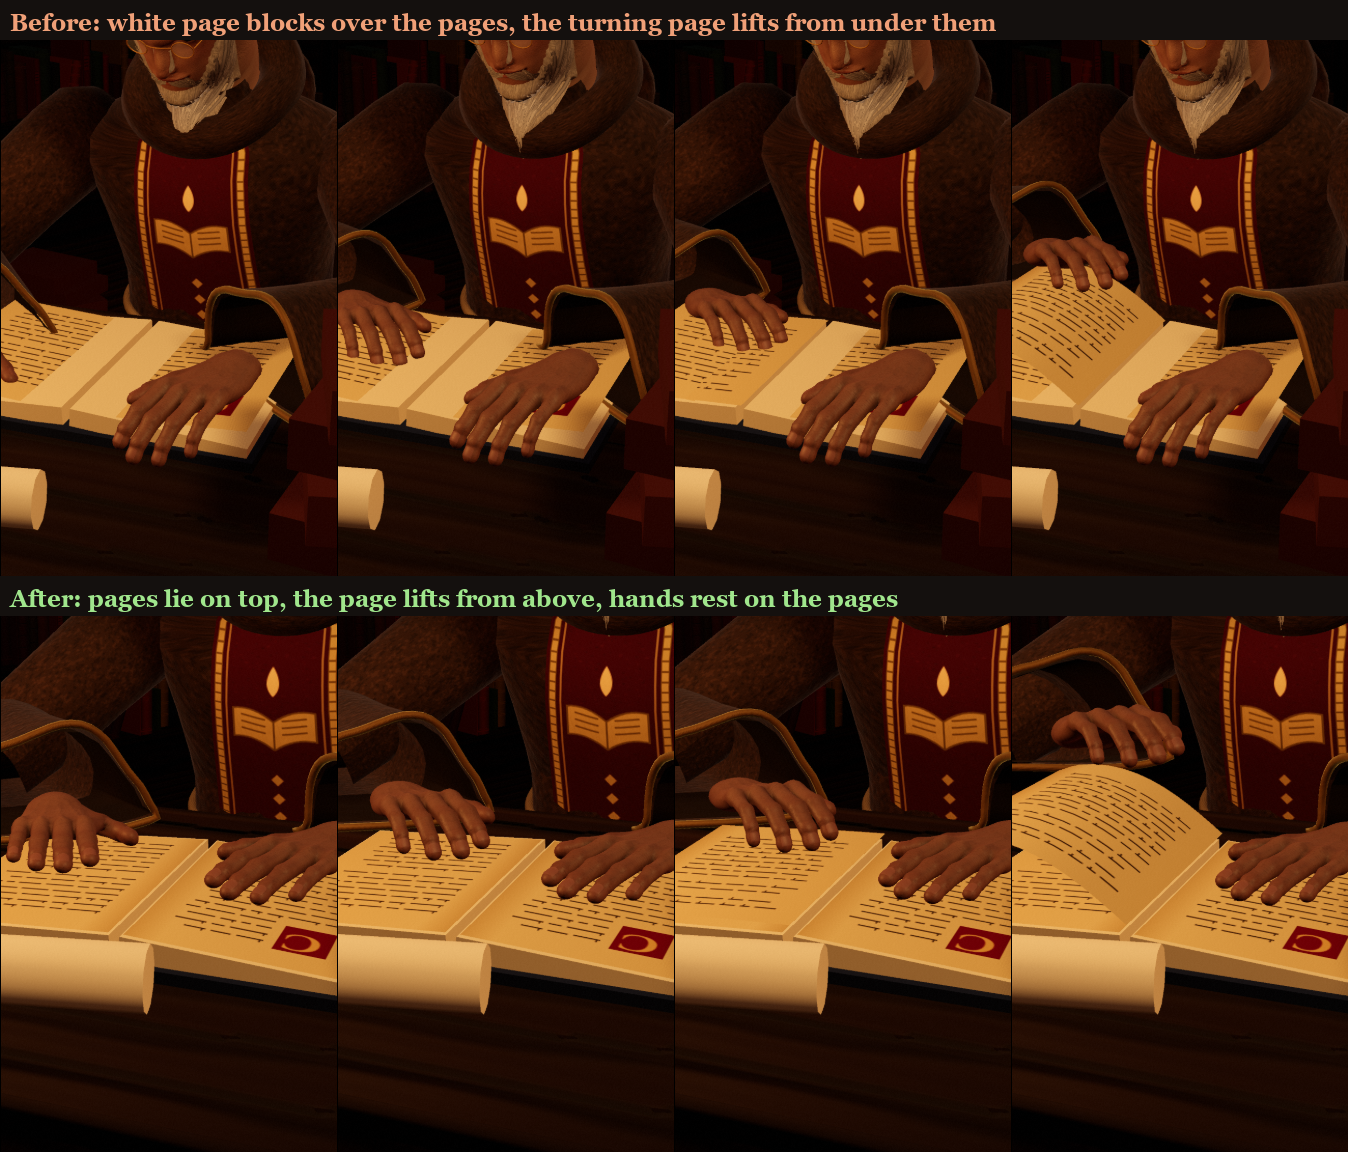 Before: white page blocks over the pages, the turning page lifts from under them
After: pages lie on top, the page lifts from above, hands rest on the pages